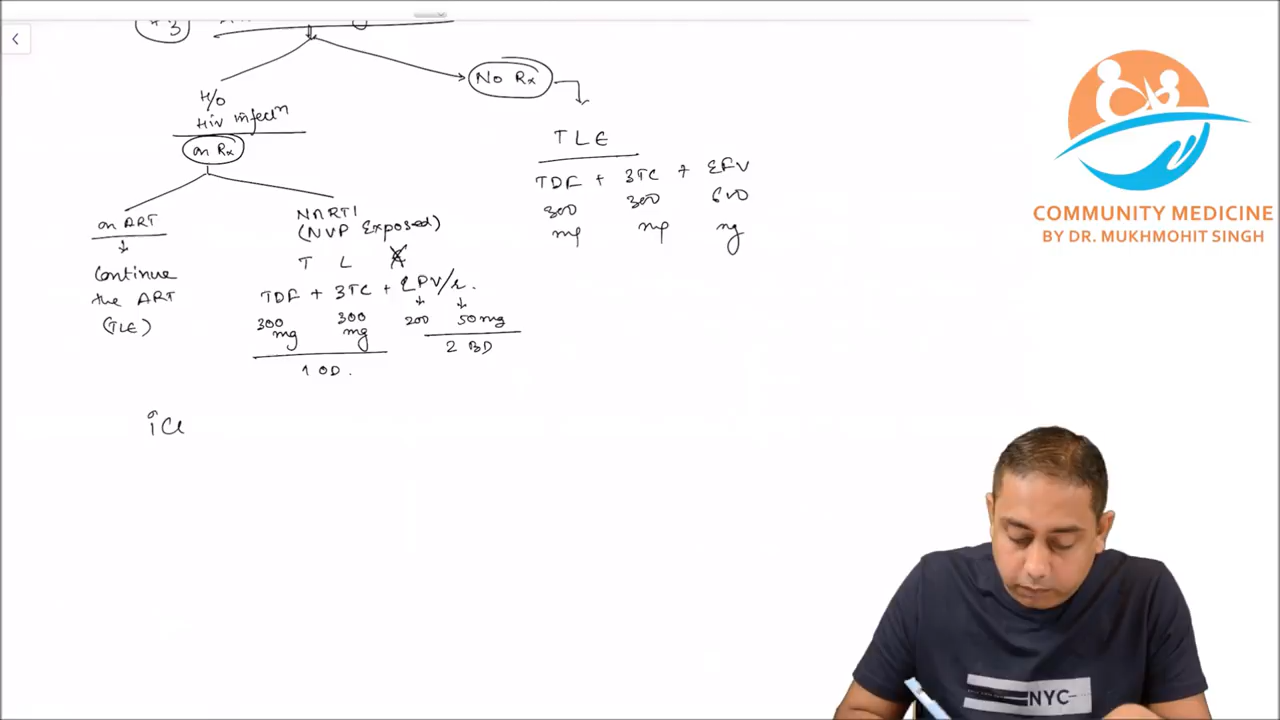 #3
No Rx
H/O
HIV infectⁿ
on Rx
TLE
TDF + 3TC + EFV
300 300 600
mg mg mg
on ART
↓
Continue
the ART
(TLE)
NNRTI
(NVP Exposed)
T L
TDF + 3TC + LPV/r.
300 mg 300 mg 200 50mg
1 OD.
2 BD
COMMUNITY MEDICINE
BY DR. MUKHMOHIT SINGH
NYC